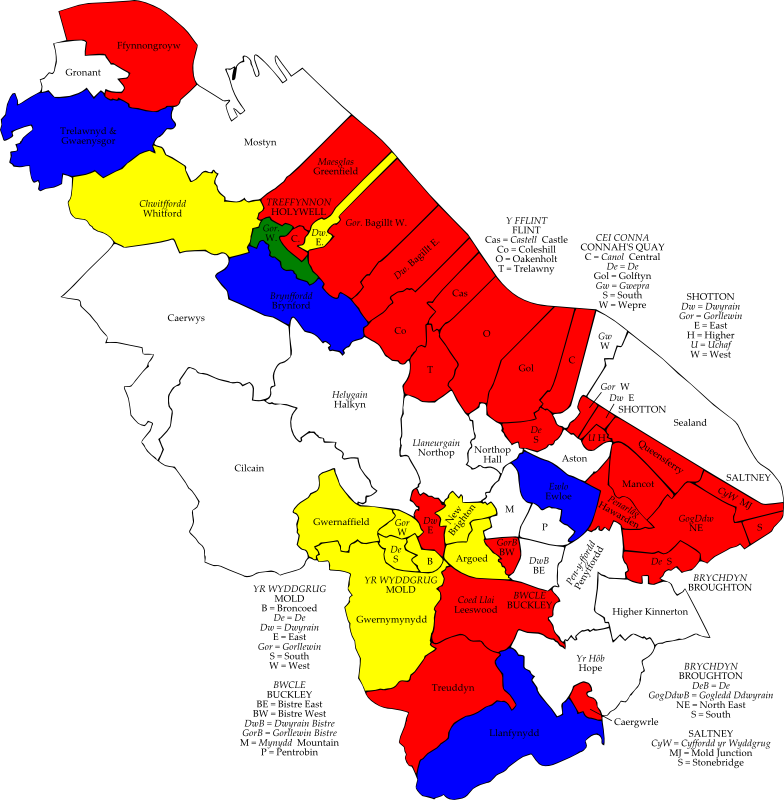 Ffynnongroyw
Gronant
Trelawnyd &
Gwaenysgor
Mostyn
Maesglas
Greenfield
Chwitffordd
Whitford
TREFFYNNON
HOLYWELL
Gor.
W.
C.
Dw.
E.
Gor. Bagillt W.
Dw. Bagillt E.
Y FFLINT
FLINT
Cas = Castell Castle
Co = Coleshill
O = Oakenholt
T = Trelawny
CEI CONNA
CONNAH'S QUAY
C = Canol Central
De = De
Gol = Golftyn
Gw = Gwepra
S = South
W = Wepre
SHOTTON
Dw = Dwyrain
Gor = Gorllewin
E = East
H = Higher
U = Uchaf
W = West
Brynffordd
Brynford
Caerwys
Cas
Co
O
T
Gol
C
Gw
W
Gor W
Dw E
SHOTTON
Sealand
Helygain
Halkyn
De
S
U H
Llaneurgain
Northop
Northop
Hall
Aston
Queensferry
SALTNEY
Cilcain
Ewlo
Mancot
CyW MJ
Penarlâg
Hawarden
GogDdw
NE
S
Gwernaffield
Gor
W
Dw
E
New
Brighton
M
P
De
S
B
Argoed
GorB
BW
DwB
BE
Pen-y-ffordd
Penyffordd
De S
BRYCHDYN
BROUGHTON
YR WYDDGRUG
MOLD
Gwernymynydd
Coed Llai
Leeswood
BWCLE
BUCKLEY
Higher Kinnerton
YR WYDDGRUG
MOLD
B = Broncoed
De = De
Dw = Dwyrain
E = East
Gor = Gorllewin
S = South
W = West
Yr Hôb
Hope
Treuddyn
Llanfynydd
Caergwrle
BWCLE
BUCKLEY
BE = Bistre East
BW = Bistre West
DwB = Dwyrain Bistre
GorB = Gorllewin Bistre
M = Mynydd Mountain
P = Pentrobin
BRYCHDYN
BROUGHTON
DeB = De
GogDdwB = Gogledd Ddwyrain
NE = North East
S = South
SALTNEY
CyW = Cyffordd yr Wyddgrug
MJ = Mold Junction
S = Stonebridge